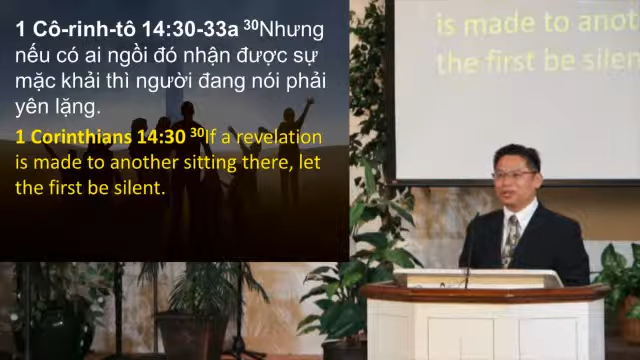 1 Cô-rinh-tô 14:30-33a ³⁰Nhưng
nếu có ai ngồi đó nhận được sự
mặc khải thì người đang nói phải
yên lặng.
1 Corinthians 14:30 ³⁰If a revelation
is made to another sitting there, let
the first be silent.
is made to anot
the first be silen